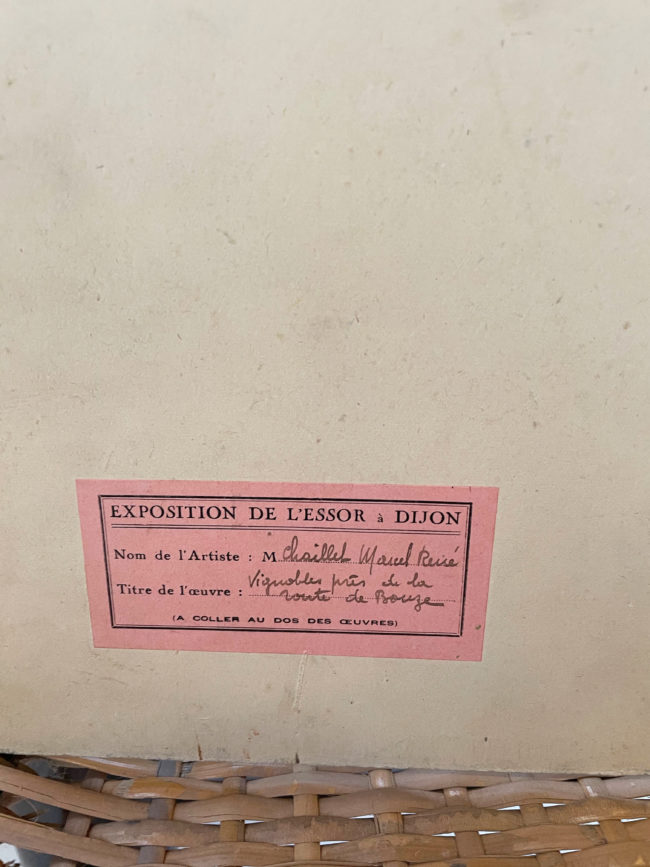 EXPOSITION DE L'ESSOR à DIJON
Nom de l'Artiste : M Chaillet Marcel René
Titre de l'œuvre : Vignobles près de la
route de Bouze
(A COLLER AU DOS DES ŒUVRES)